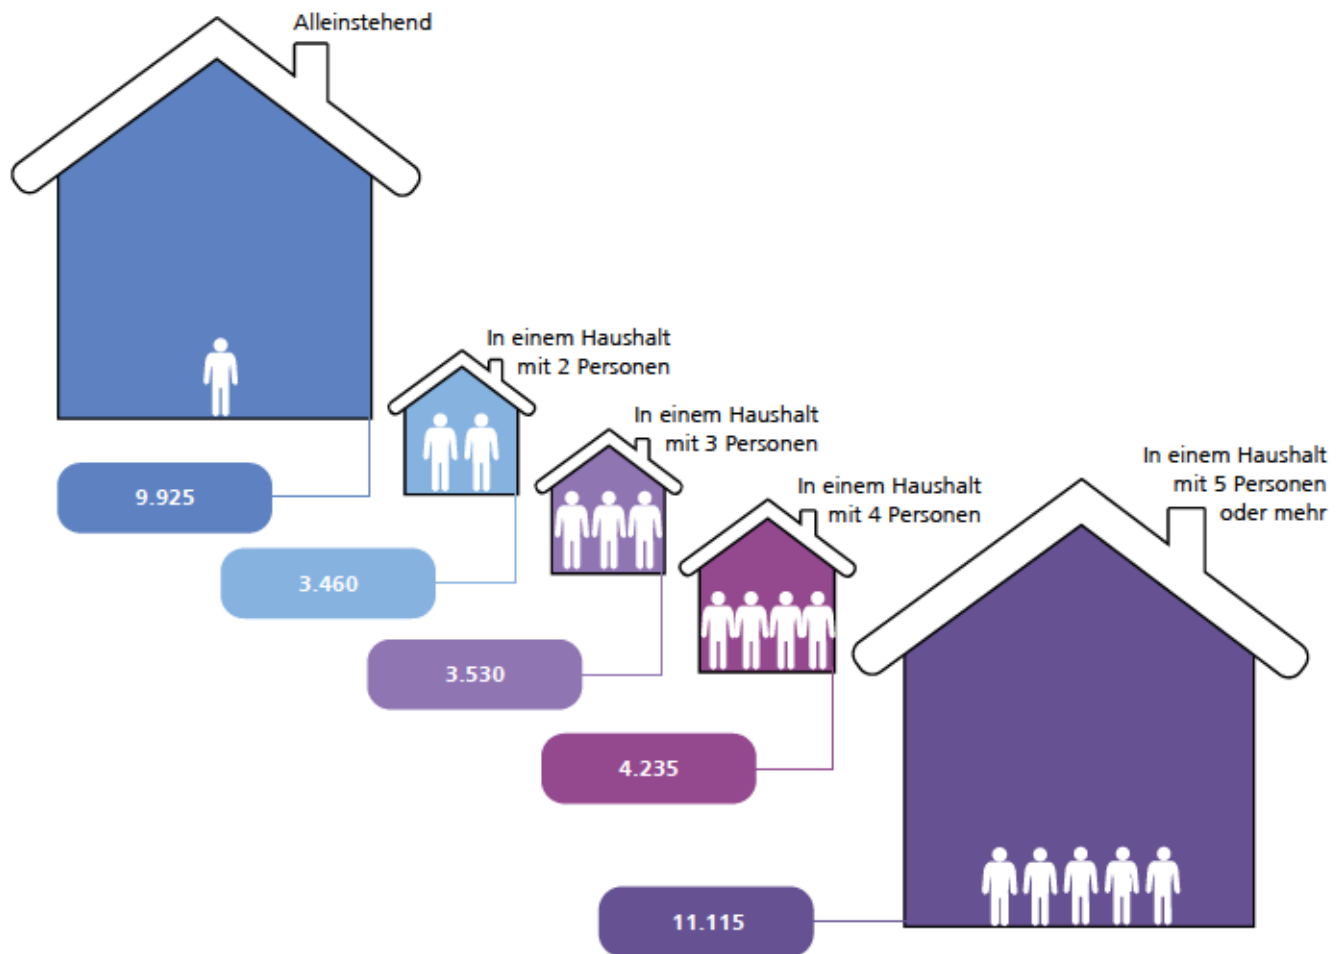 Alleinstehend
In einem Haushalt
mit 2 Personen
In einem Haushalt
mit 3 Personen
In einem Haushalt
mit 4 Personen
In einem Haushalt
mit 5 Personen
oder mehr
9.925
3.460
3.530
4.235
11.115